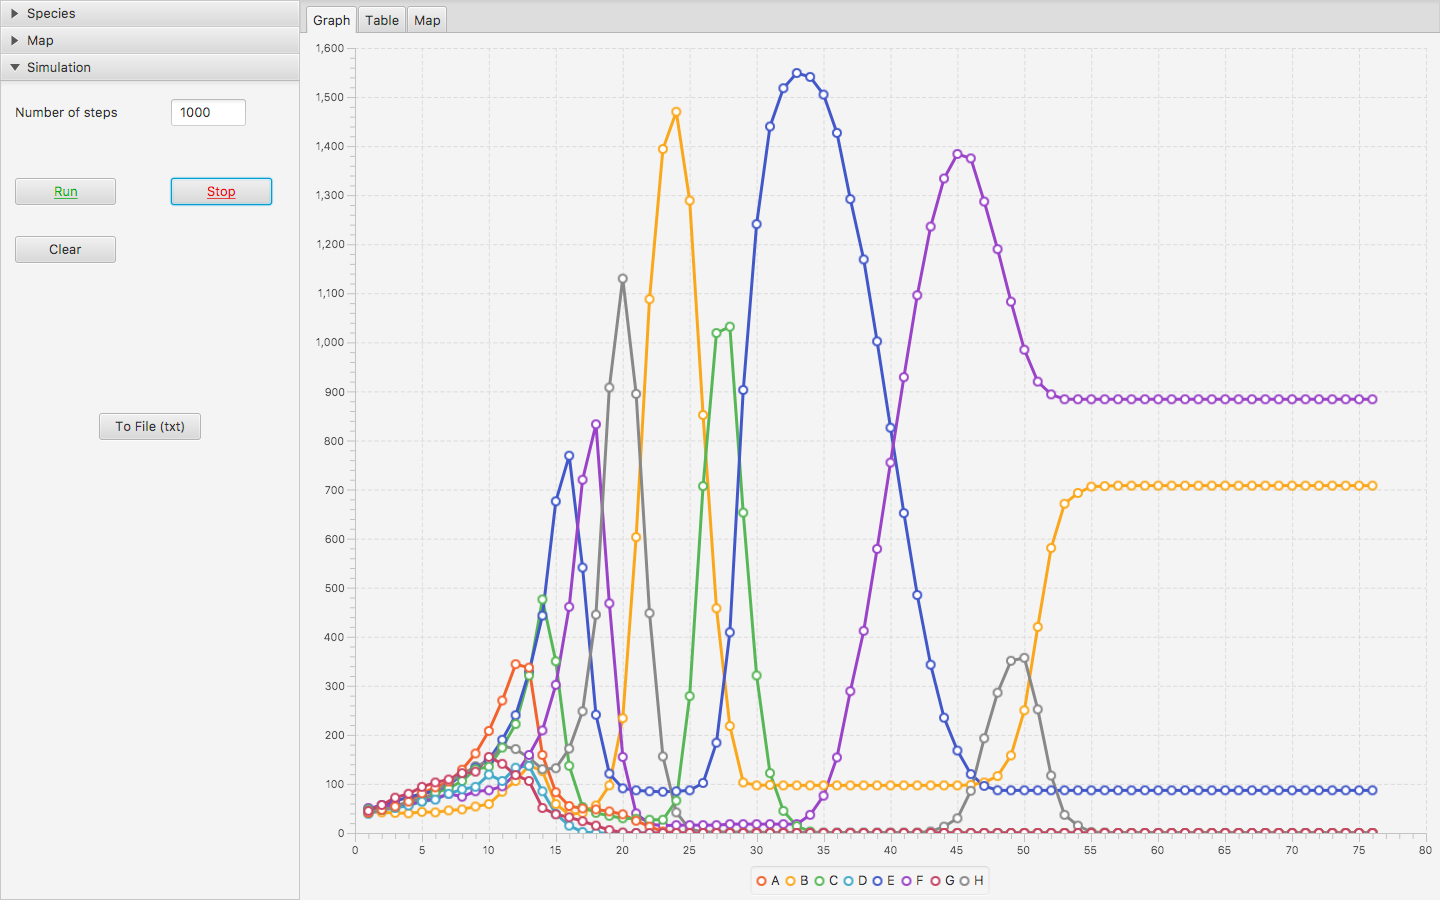 Species
Map
Simulation
Number of steps 1000
Run Stop
Clear
To File (txt)
Graph Table Map
1,600
1,500
1,400
1,300
1,200
1,100
1,000
900
800
700
600
500
400
300
200
100
0
0 5 10 15 20 25 30 35 40 45 50 55 60 65 70 75 80
A B C D E F G H